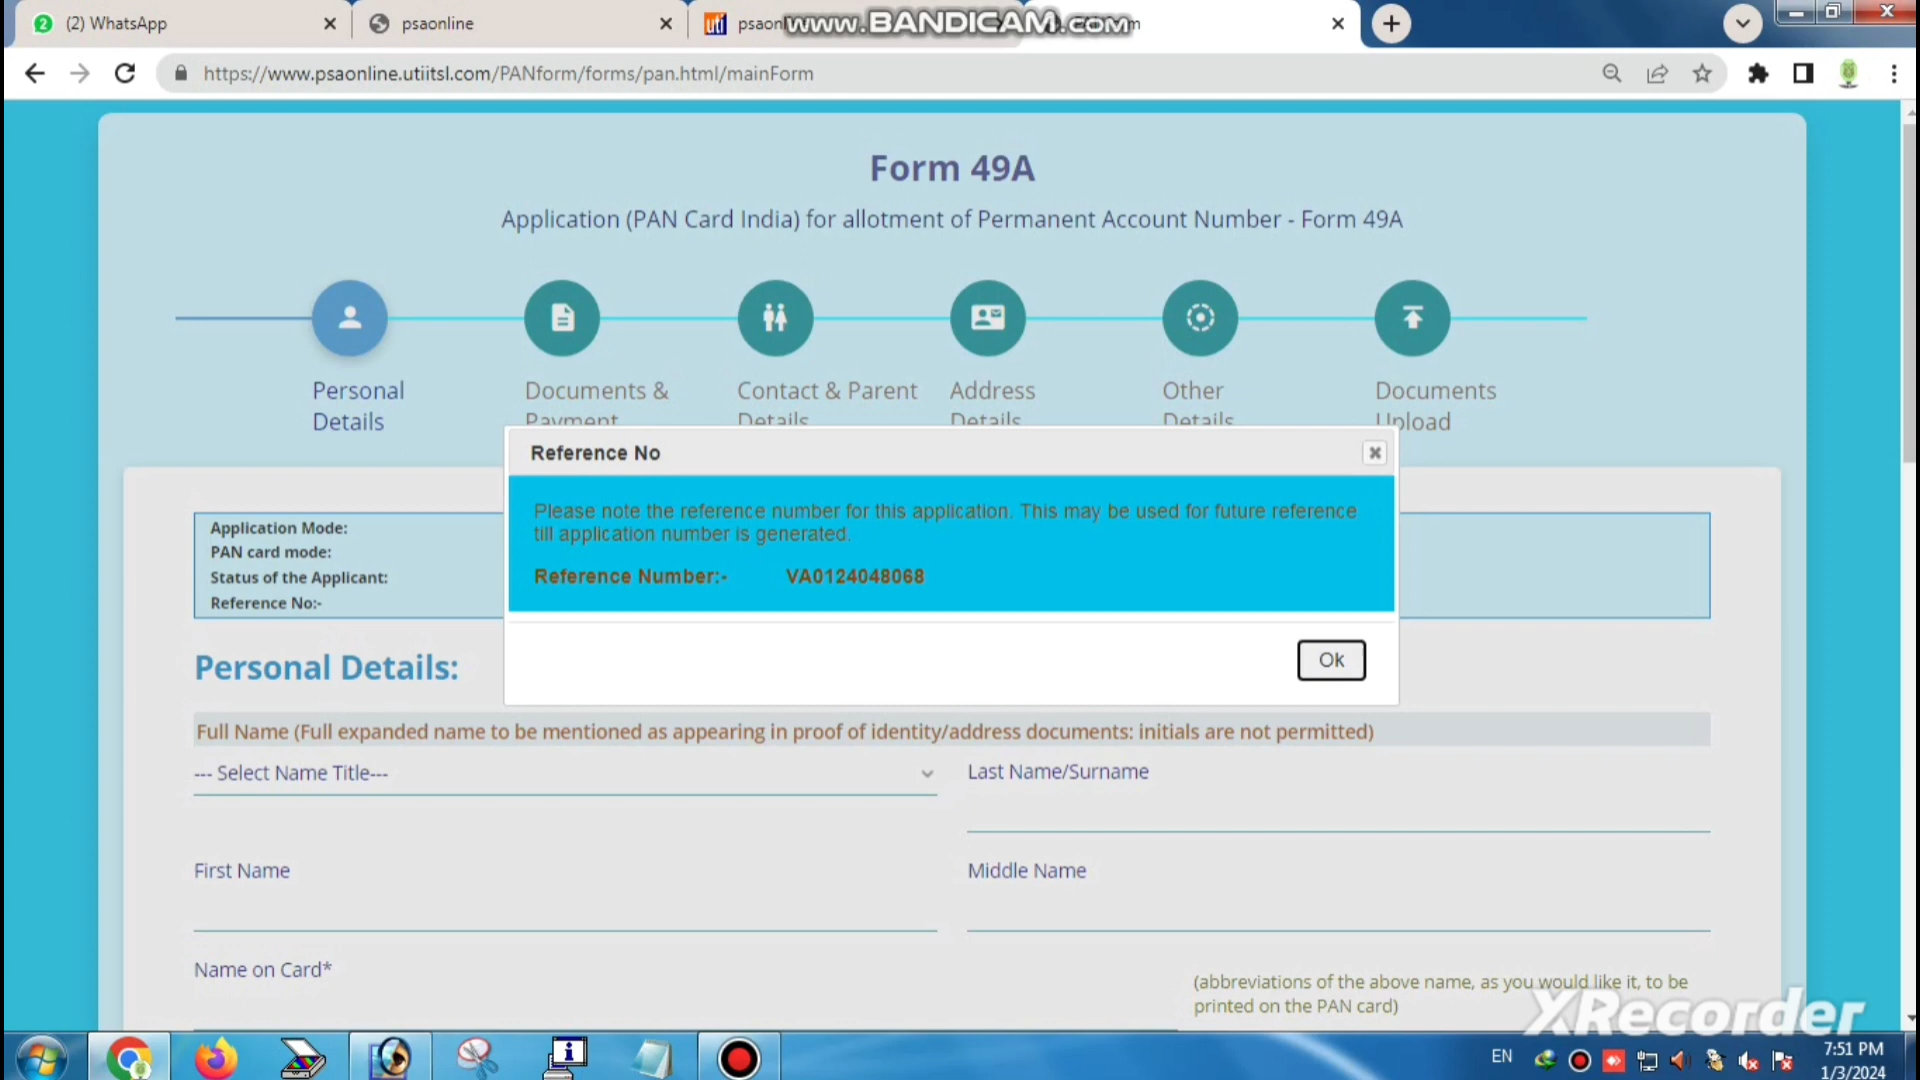 (2) WhatsApp
psaonline
psaonl
www.BANDICAM.com
https://www.psaonline.utiitsl.com/PANform/forms/pan.html/mainForm
Form 49A
Application (PAN Card India) for allotment of Permanent Account Number - Form 49A
Personal Details
Documents & Payment
Contact & Parent Details
Address Details
Other Details
Documents Upload
Reference No
Please note the reference number for this application. This may be used for future reference
till application number is generated.
Reference Number:- VA0124048068
Ok
Application Mode:
PAN card mode:
Status of the Applicant:
Reference No:-
Personal Details:
Full Name (Full expanded name to be mentioned as appearing in proof of identity/address documents: initials are not permitted)
--- Select Name Title---
Last Name/Surname
First Name
Middle Name
Name on Card*
(abbreviations of the above name, as you would like it, to be
printed on the PAN card)
XRecorder
EN
7:51 PM
1/3/2024